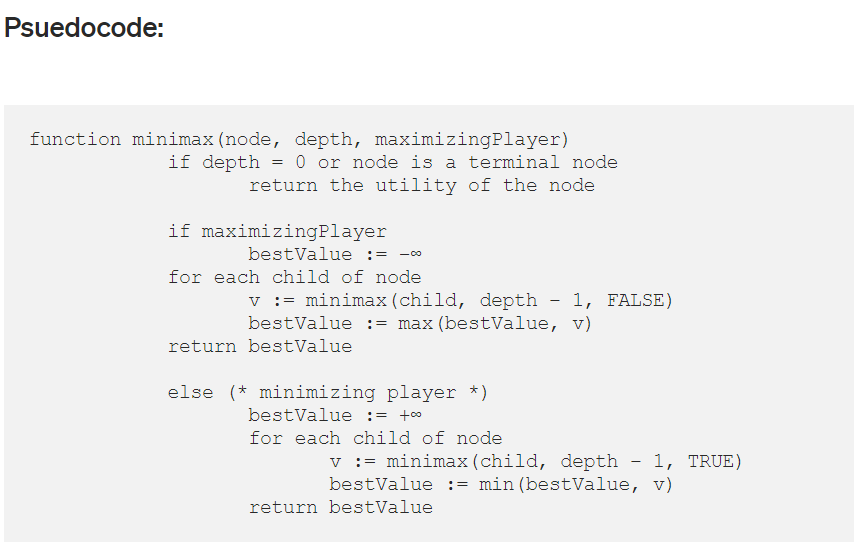 Psuedocode:
function minimax(node, depth, maximizingPlayer)
if depth = 0 or node is a terminal node
return the utility of the node
if maximizingPlayer
bestValue := -∞
for each child of node
v := minimax(child, depth - 1, FALSE)
bestValue := max(bestValue, v)
return bestValue
else (* minimizing player *)
bestValue := +∞
for each child of node
v := minimax(child, depth - 1, TRUE)
bestValue := min(bestValue, v)
return bestValue